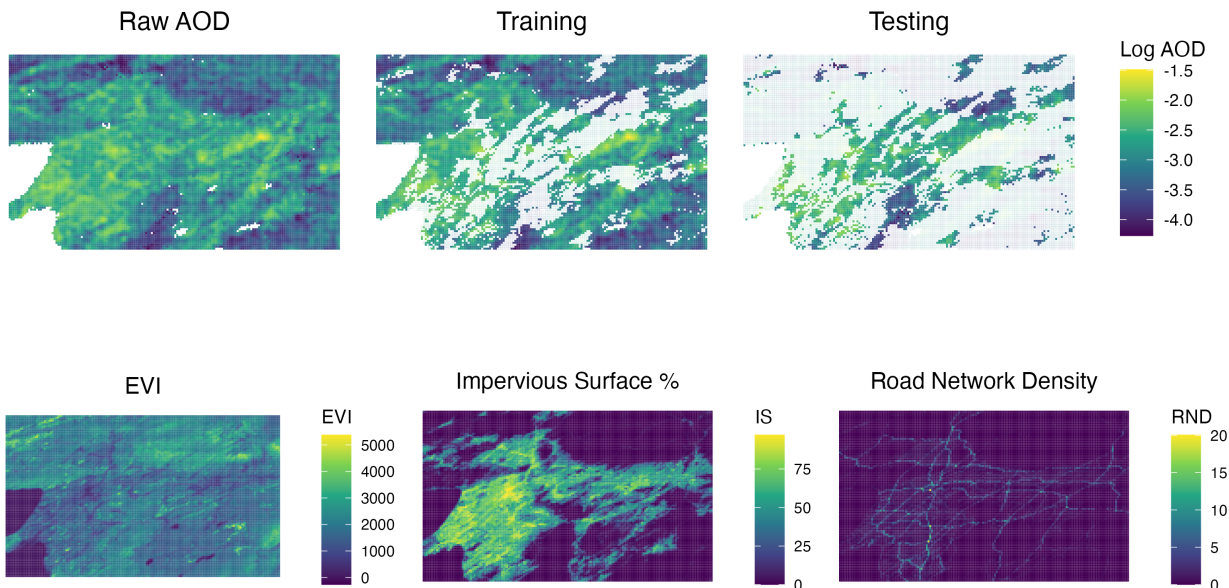 Raw AOD
Training
Testing
Log AOD
-1.5
-2.0
-2.5
-3.0
-3.5
-4.0
EVI
Impervious Surface %
Road Network Density
EVI
5000
4000
3000
2000
1000
0
IS
75
50
25
0
RND
20
15
10
5
0